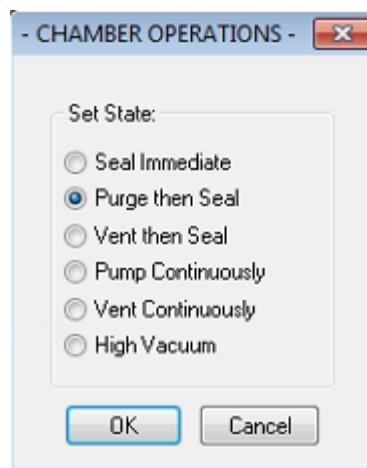 - CHAMBER OPERATIONS -
Set State:
Seal Immediate
Purge then Seal
Vent then Seal
Pump Continuously
Vent Continuously
High Vacuum
OK
Cancel